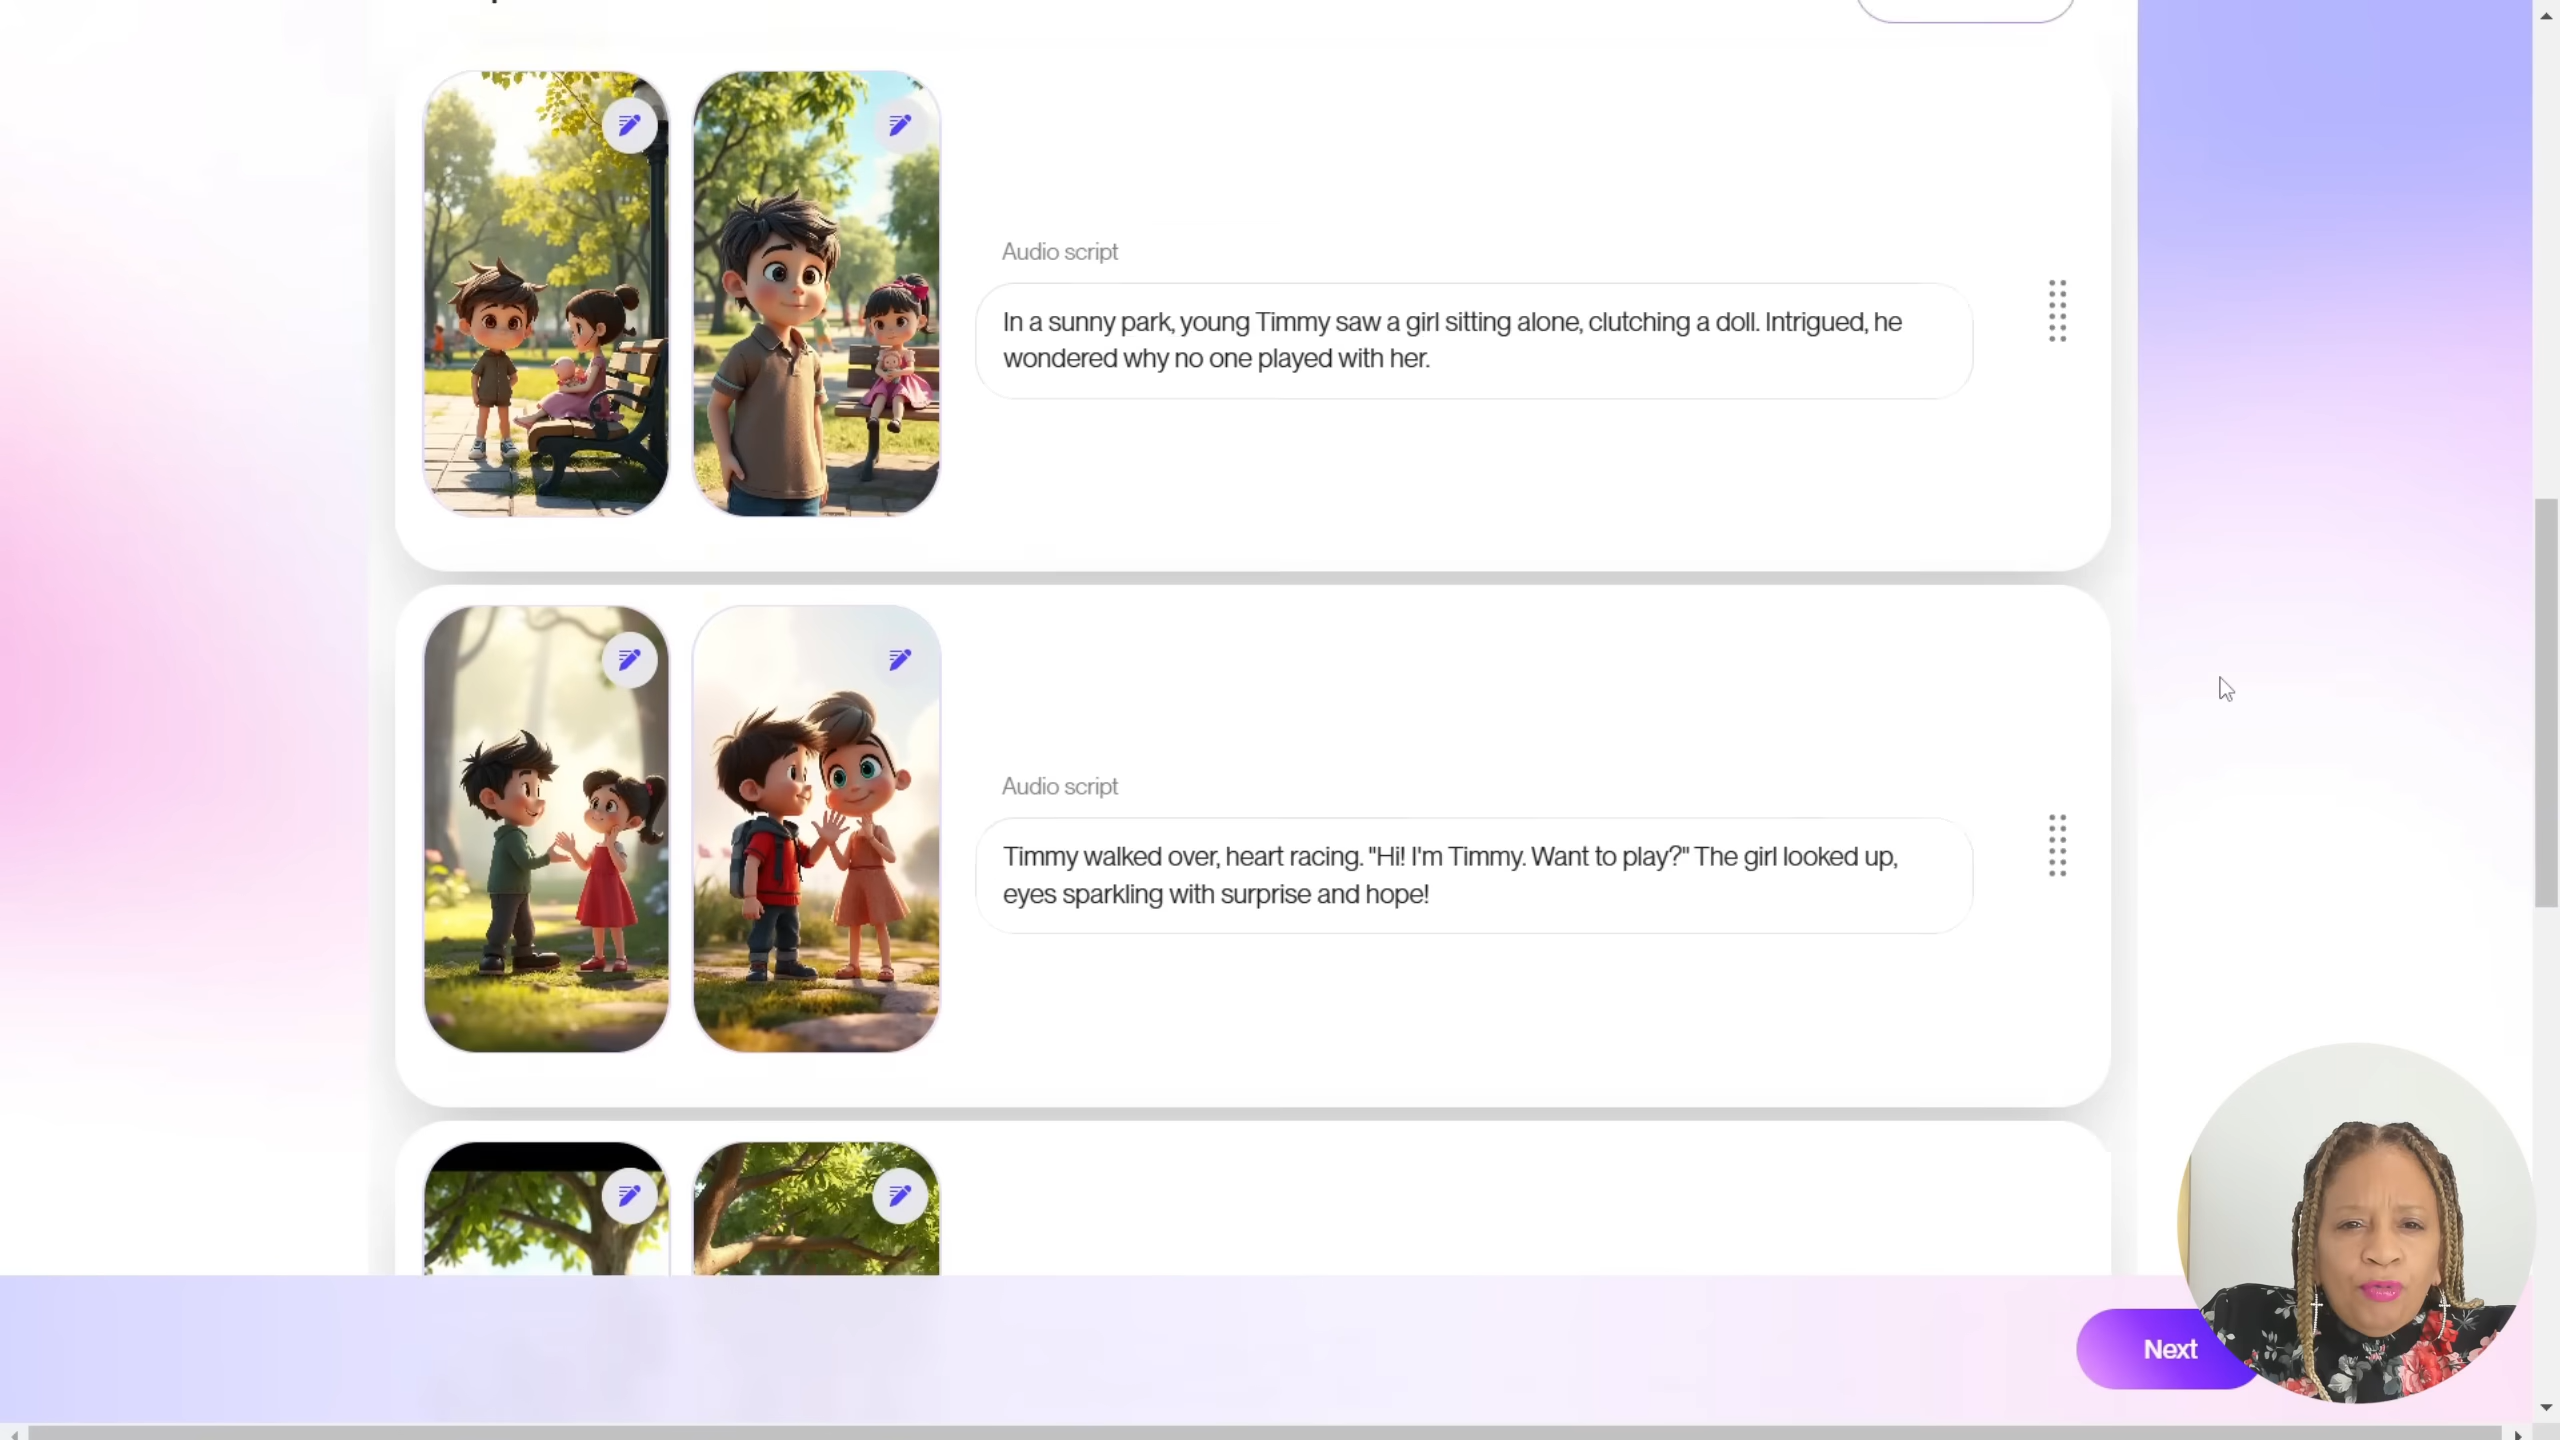 Audio script
In a sunny park, young Timmy saw a girl sitting alone, clutching a doll. Intrigued, he
wondered why no one played with her.
Audio script
Timmy walked over, heart racing. "Hi! I'm Timmy. Want to play?" The girl looked up,
eyes sparkling with surprise and hope!
Next